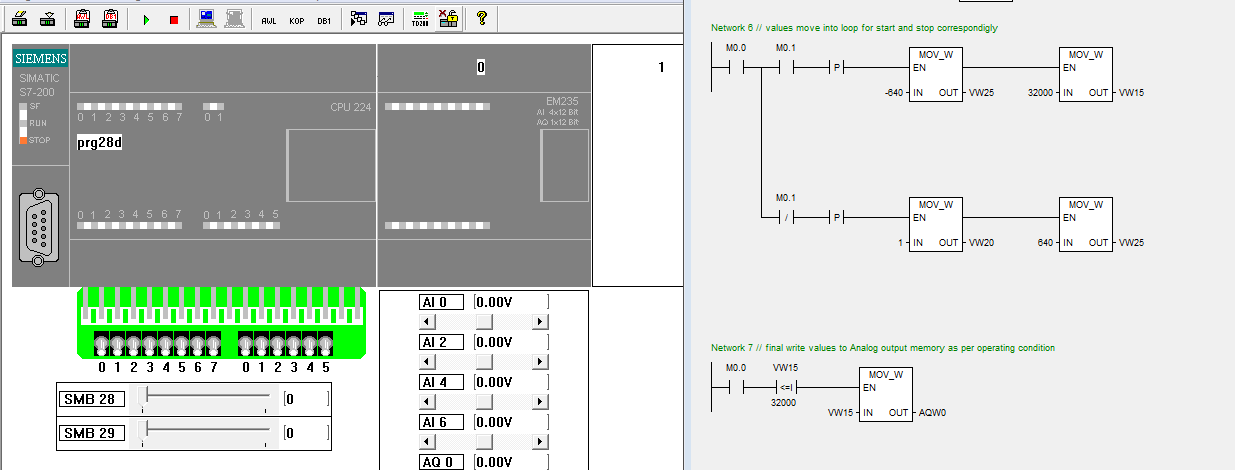 AWL KOP DB1 TD200
SIEMENS
SIMATIC
S7-200
SF
RUN
STOP
0 1 2 3 4 5 6 7 0 1
CPU 224
prg28d
0 1 2 3 4 5 6 7 0 1 2 3 4 5
0
EM235
AI 4x12 Bit
AQ 1x12 Bit
1
0 1 2 3 4 5 6 7 0 1 2 3 4 5
SMB 28 [0 ]
SMB 29 [0 ]
AI 0 [0.00V ]
AI 2 [0.00V ]
AI 4 [0.00V ]
AI 6 [0.00V ]
AQ 0 [0.00V ]
Network 6 // values move into loop for start and stop correspondigly
M0.0 M0.1 MOV_W MOV_W
P EN EN
-640 IN OUT VW25 32000 IN OUT VW15
M0.1 MOV_W MOV_W
/ P EN EN
1 IN OUT VW20 640 IN OUT VW25
Network 7 // final write values to Analog output memory as per operating condition
M0.0 VW15 MOV_W
<=I EN
32000
VW15 IN OUT AQW0